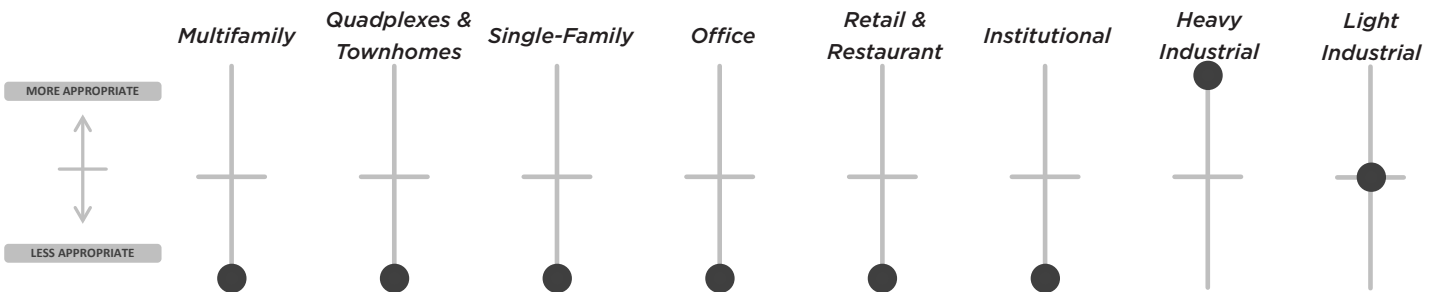 Multifamily
Quadplexes &
Townhomes
Single-Family
Office
Retail &
Restaurant
Institutional
Heavy
Industrial
Light
Industrial
MORE APPROPRIATE
LESS APPROPRIATE